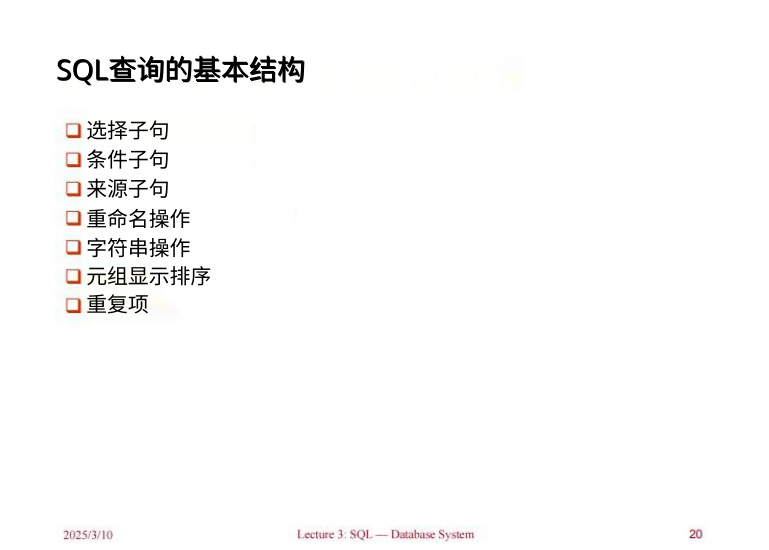 SQL查询的基本结构
选择子句
条件子句
来源子句
重命名操作
字符串操作
元组显示排序
重复项
2025/3/10
Lecture 3: SQL — Database System
20